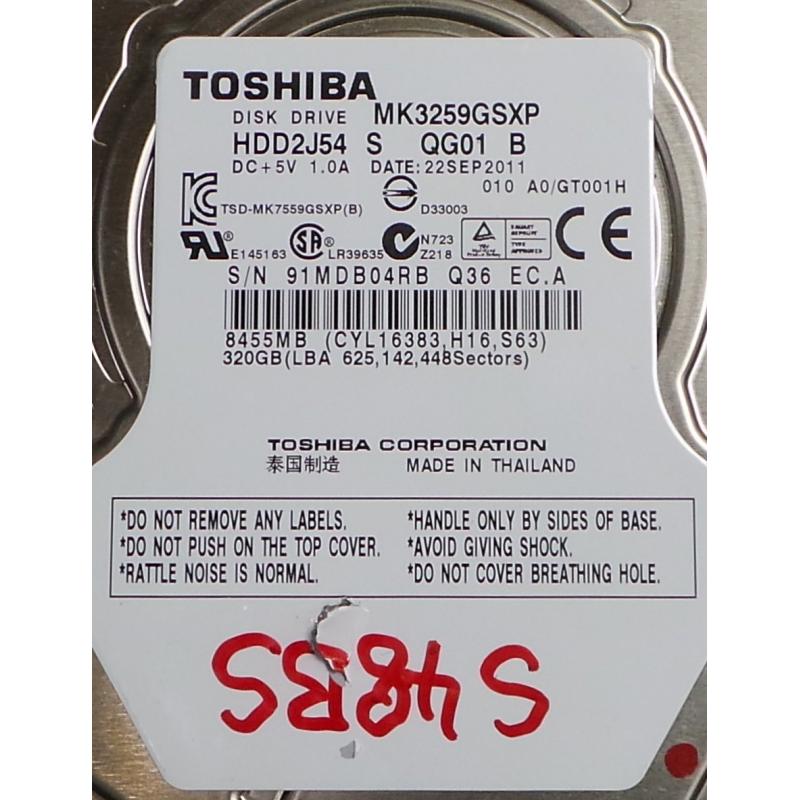 TOSHIBA
DISK DRIVE MK3259GSXP
HDD2J54 S QG01 B
DC+5V 1.0A DATE:22SEP2011
010 A0/GT001H
TSD-MK7559GSXP(B) D33003
E145163 LR39635 N723
Z218
S/N 91MDB04RB Q36 EC.A
8455MB (CYL16383,H16,S63)
320GB(LBA 625,142,448Sectors)
TOSHIBA CORPORATION
泰国制造 MADE IN THAILAND
*DO NOT REMOVE ANY LABELS. *HANDLE ONLY BY SIDES OF BASE.
*DO NOT PUSH ON THE TOP COVER. *AVOID GIVING SHOCK.
*RATTLE NOISE IS NORMAL. *DO NOT COVER BREATHING HOLE.